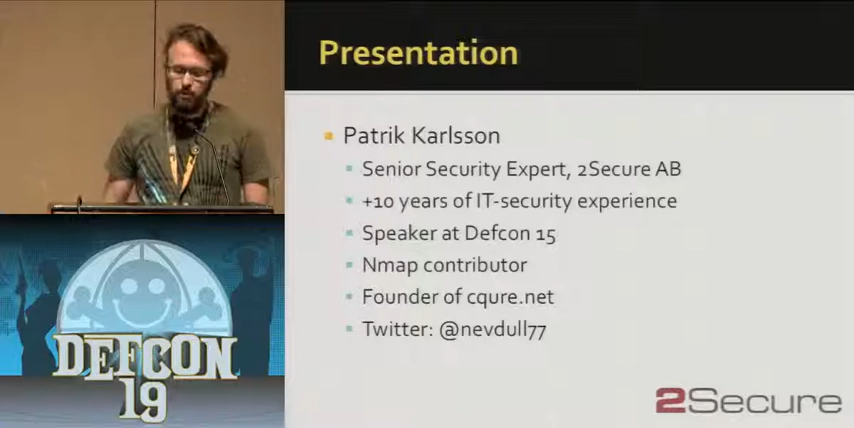 Presentation
Patrik Karlsson
Senior Security Expert, 2Secure AB
+10 years of IT-security experience
Speaker at Defcon 15
Nmap contributor
Founder of cqure.net
Twitter: @nevdull77
DEFCON
19
2Secure